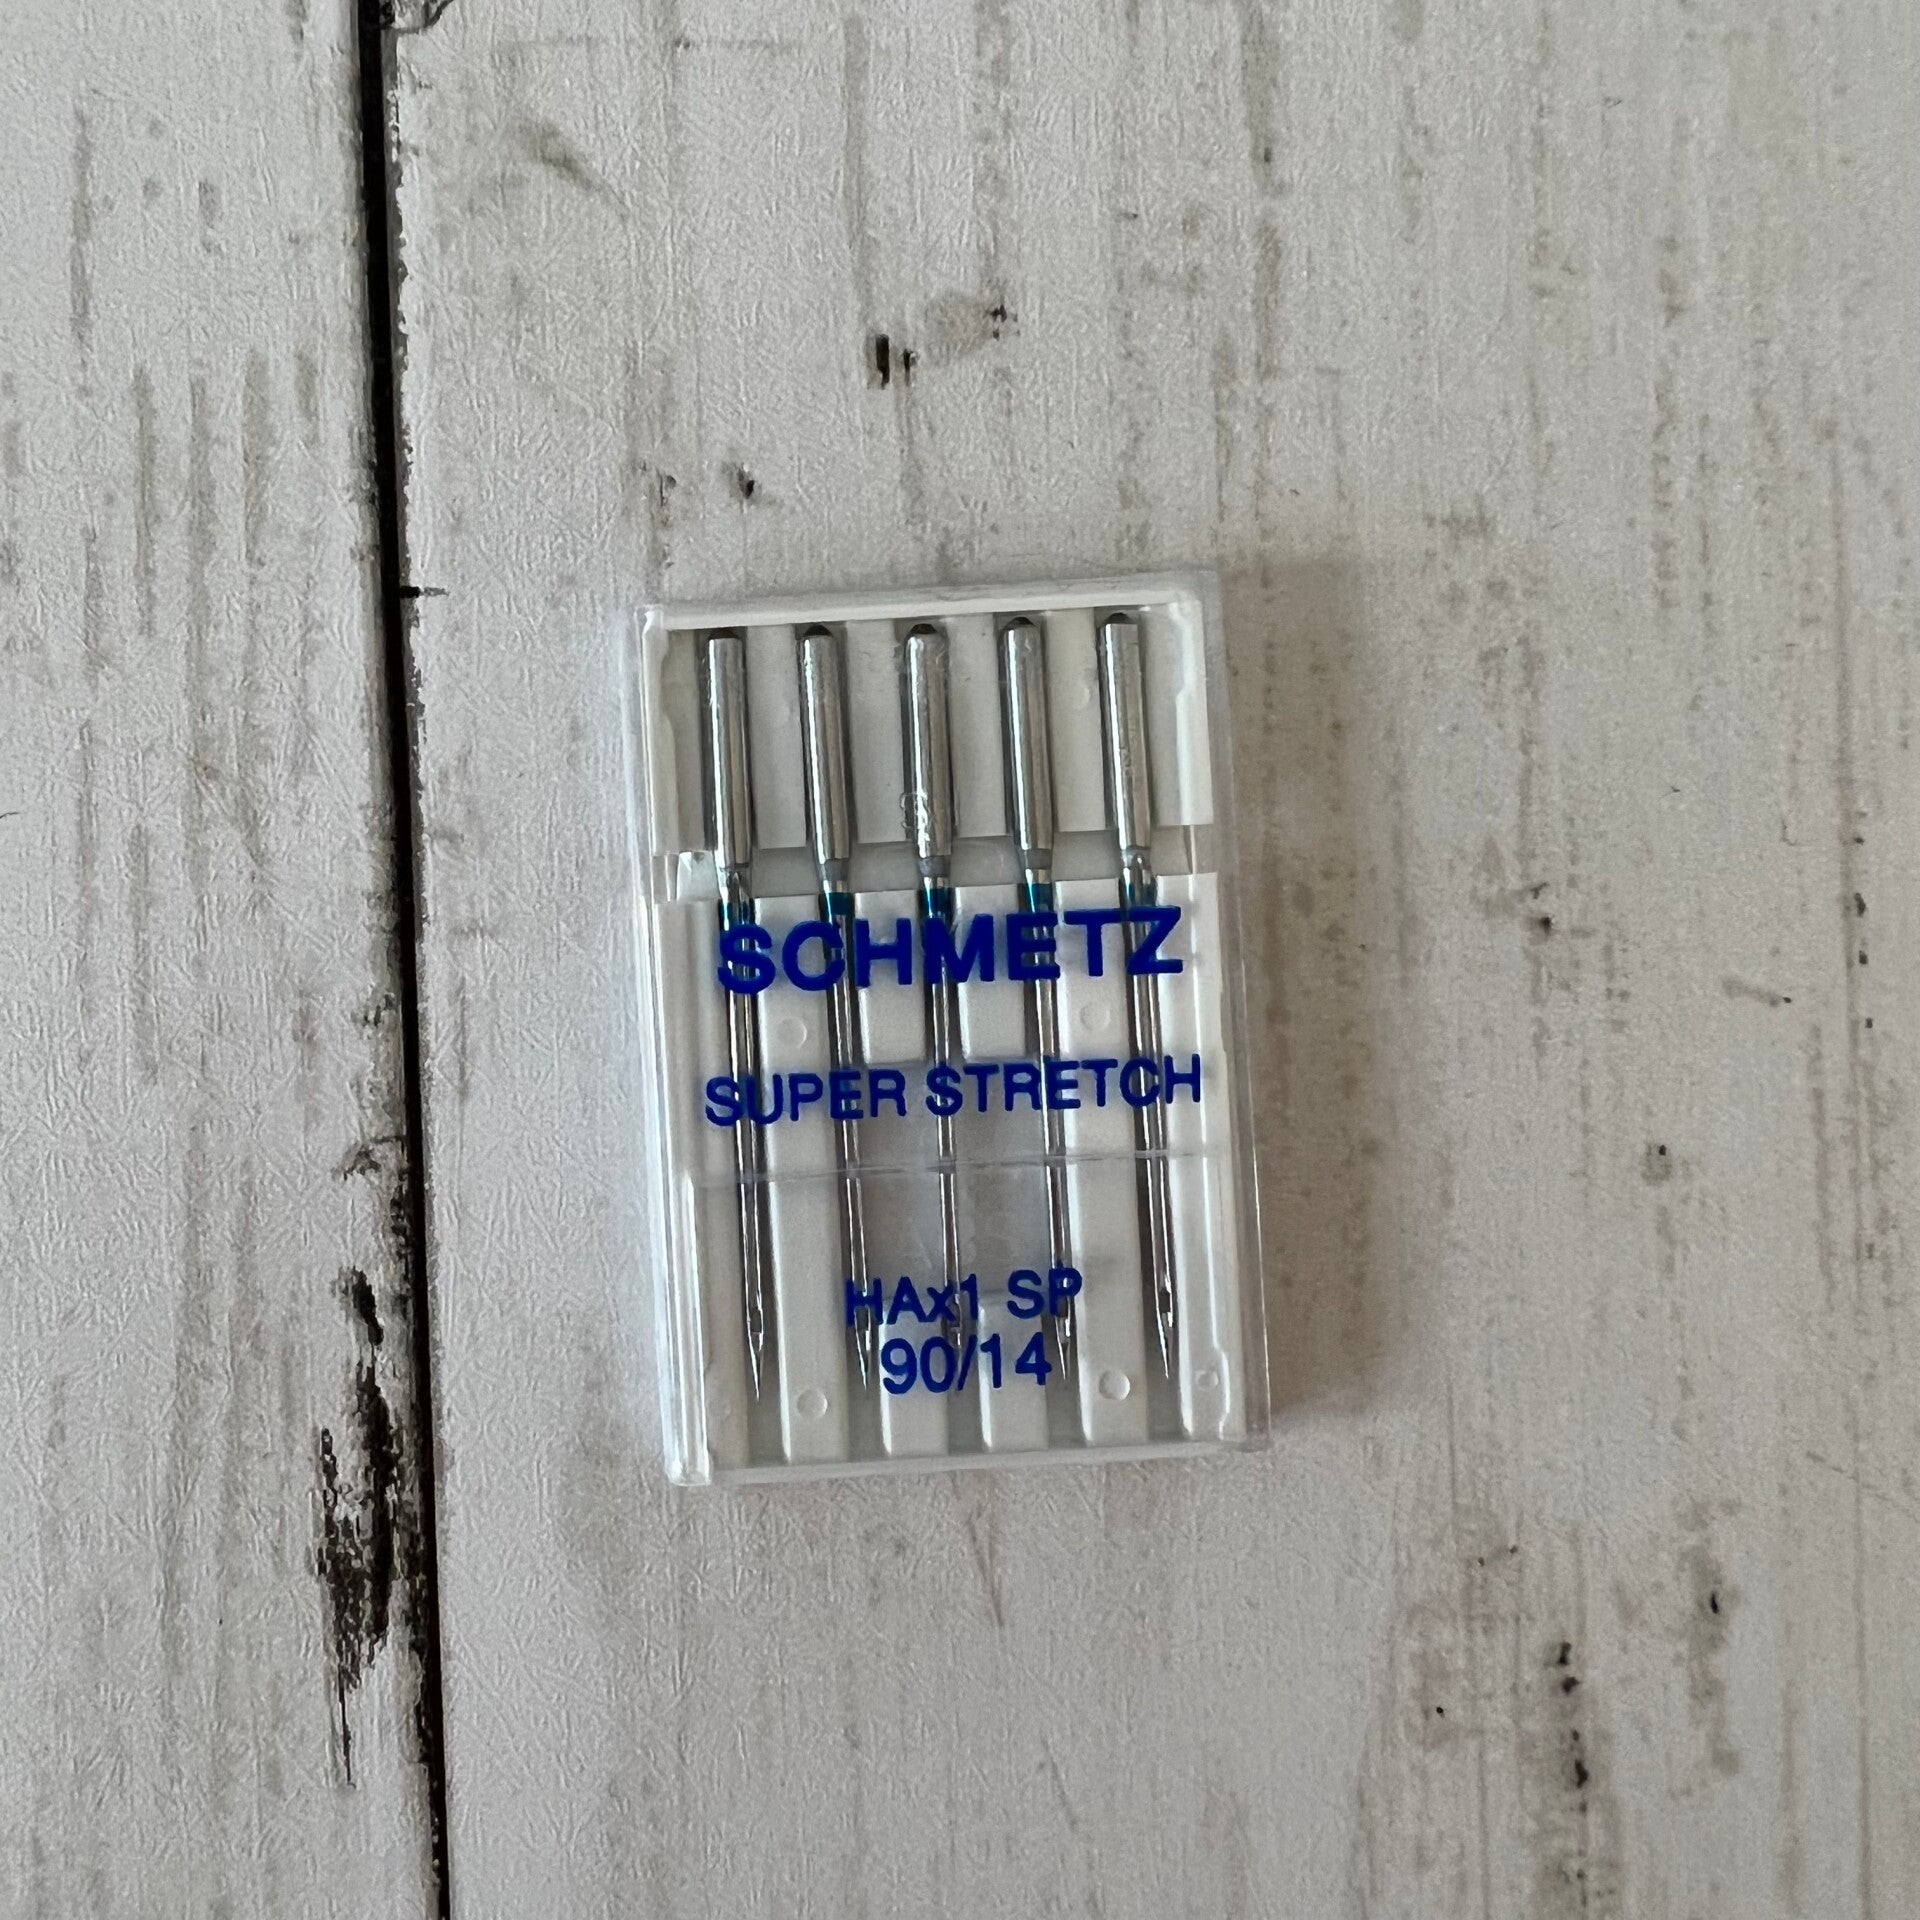 SCHMETZ
SUPER STRETCH
HAx1 SP
90/14